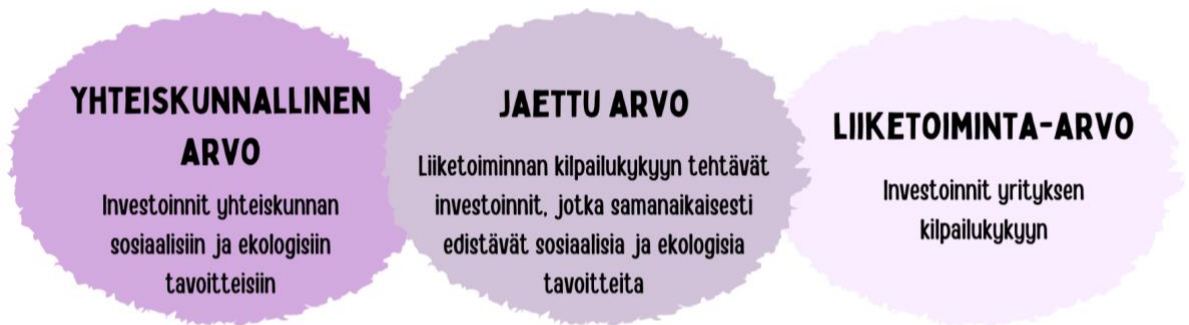 YHTEISKUNNALLINEN
ARVO
Investoinnit yhteiskunnan
sosiaalisiin ja ekologisiin
tavoitteisiin
JAETTU ARVO
Liiketoiminnan kilpailukykyyn tehtävät
investoinnit, jotka samanaikaisesti
edistävät sosiaalisia ja ekologisia
tavoitteita
LIIKETOIMINTA-ARVO
Investoinnit yrityksen
kilpailukykyyn